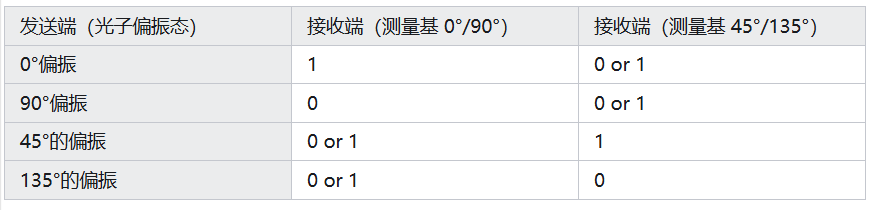 发送端（光子偏振态） 接收端（测量基 0°/90°） 接收端（测量基 45°/135°）
0°偏振 1 0 or 1
90°偏振 0 0 or 1
45°的偏振 0 or 1 1
135°的偏振 0 or 1 0